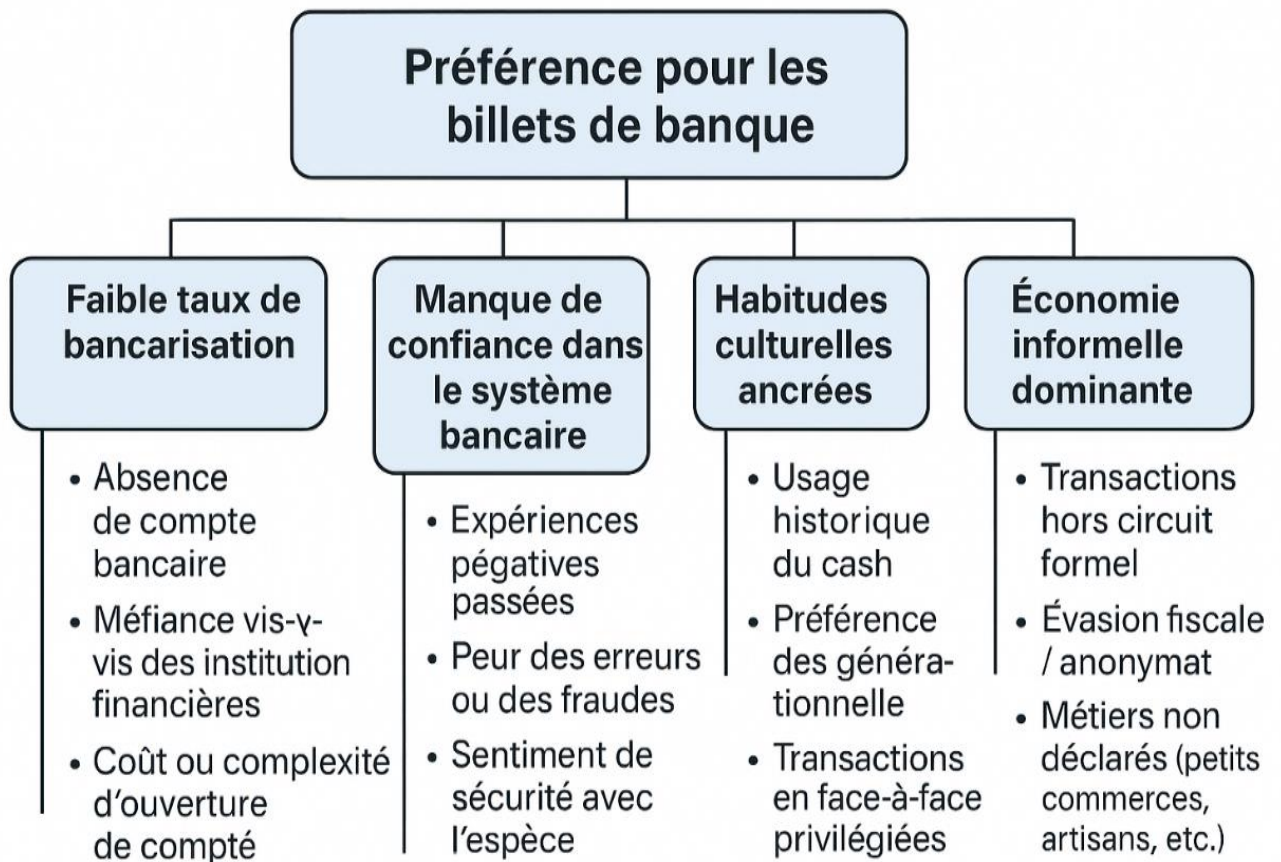 Préférence pour les
billets de banque
Faible taux de
bancarisation
• Absence
de compte
bancaire
• Méfiance vis-γ-
vis des institution
financières
• Coût ou complexité
d'ouverture
de compté
Manque de
confiance dans
le système
bancaire
• Expériences
pégatives
passées
• Peur des erreurs
ou des fraudes
• Sentiment de
sécurité avec
l'espèce
Habitudes
culturelles
ancrées
• Usage
historique
du cash
• Préférence
des généra-
tionnelle
• Transactions
en face-à-face
privilégiées
Économie
informelle
dominante
• Transactions
hors circuit
formel
• Évasion fiscale
/ anonymat
• Métiers non
déclarés (petits
commerces,
artisans, etc.)